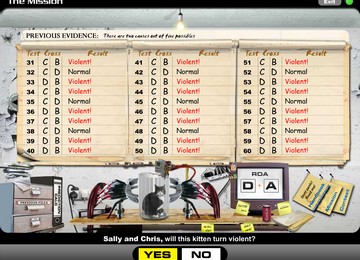 The Mission Exit
PREVIOUS EVIDENCE: There are two causes out of five possibles
Test Cross Result Test Cross Result Test Cross Result
31 C D Violent! 41 C D Violent! 51 C D Violent!
32 C D Normal 42 C D Normal 52 C D Normal
33 C D Violent! 43 C D Violent! 53 C D Violent!
34 C D Violent! 44 C D Violent! 54 C D Violent!
35 C D Normal 45 C D Normal 55 C D Normal
36 C D Violent! 46 C D Violent! 56 C D Violent!
37 C D Violent! 47 C D Violent! 57 C D Violent!
38 C D Normal 48 C D Normal 58 C D Normal
39 C D Violent! 49 C D Violent! 59 C D Violent!
40 C D Violent! 50 C D Violent! 60 C D Violent!
RDA
D + A
PREVIOUS FILES
Sally and Chris, will this kitten turn violent?
YES NO